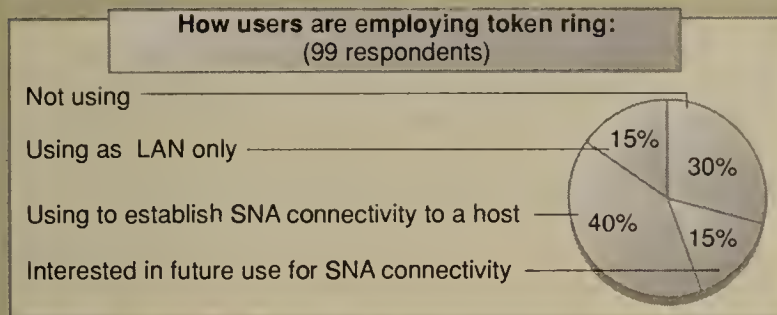 How users are employing token ring:
(99 respondents)
Not using
Using as LAN only
Using to establish SNA connectivity to a host
Interested in future use for SNA connectivity
15%
30%
40%
15%